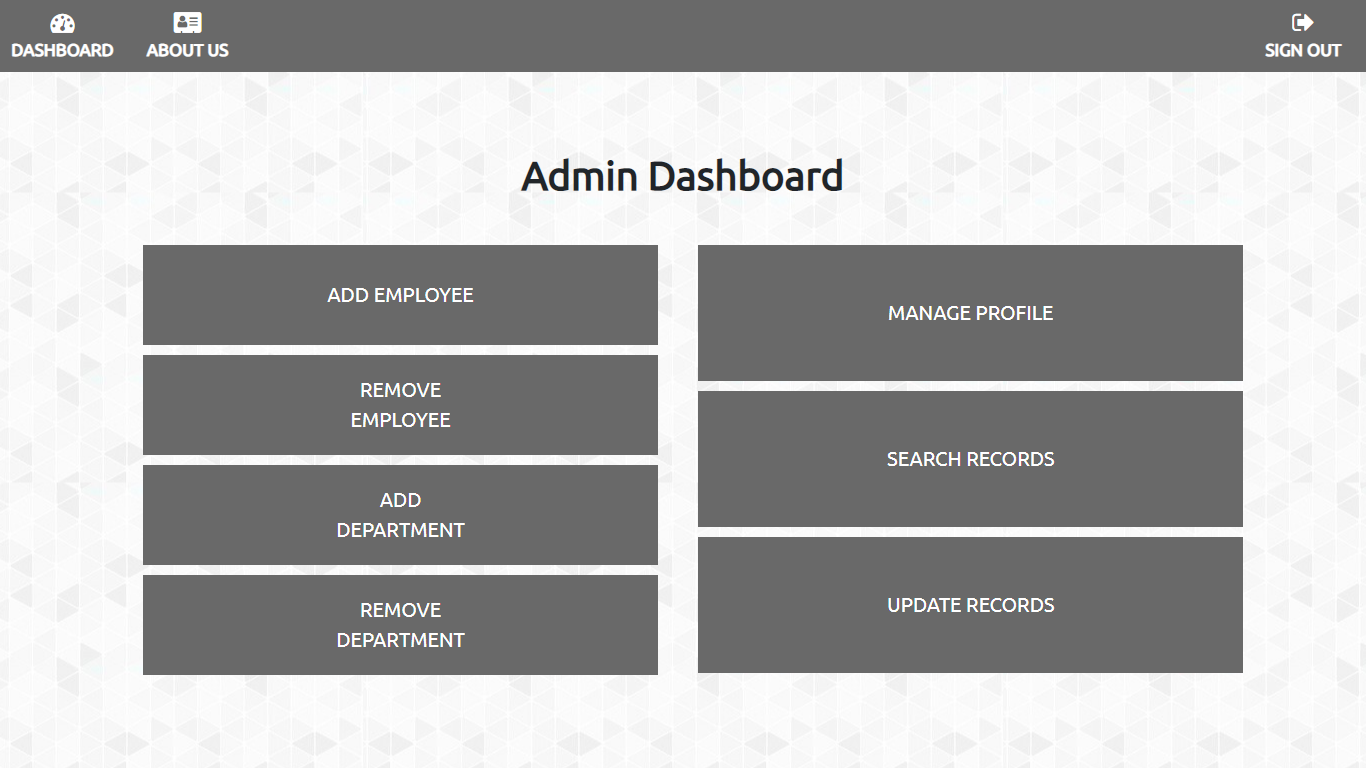 DASHBOARD
ABOUT US
SIGN OUT
Admin Dashboard
ADD EMPLOYEE
REMOVE
EMPLOYEE
ADD
DEPARTMENT
REMOVE
DEPARTMENT
MANAGE PROFILE
SEARCH RECORDS
UPDATE RECORDS